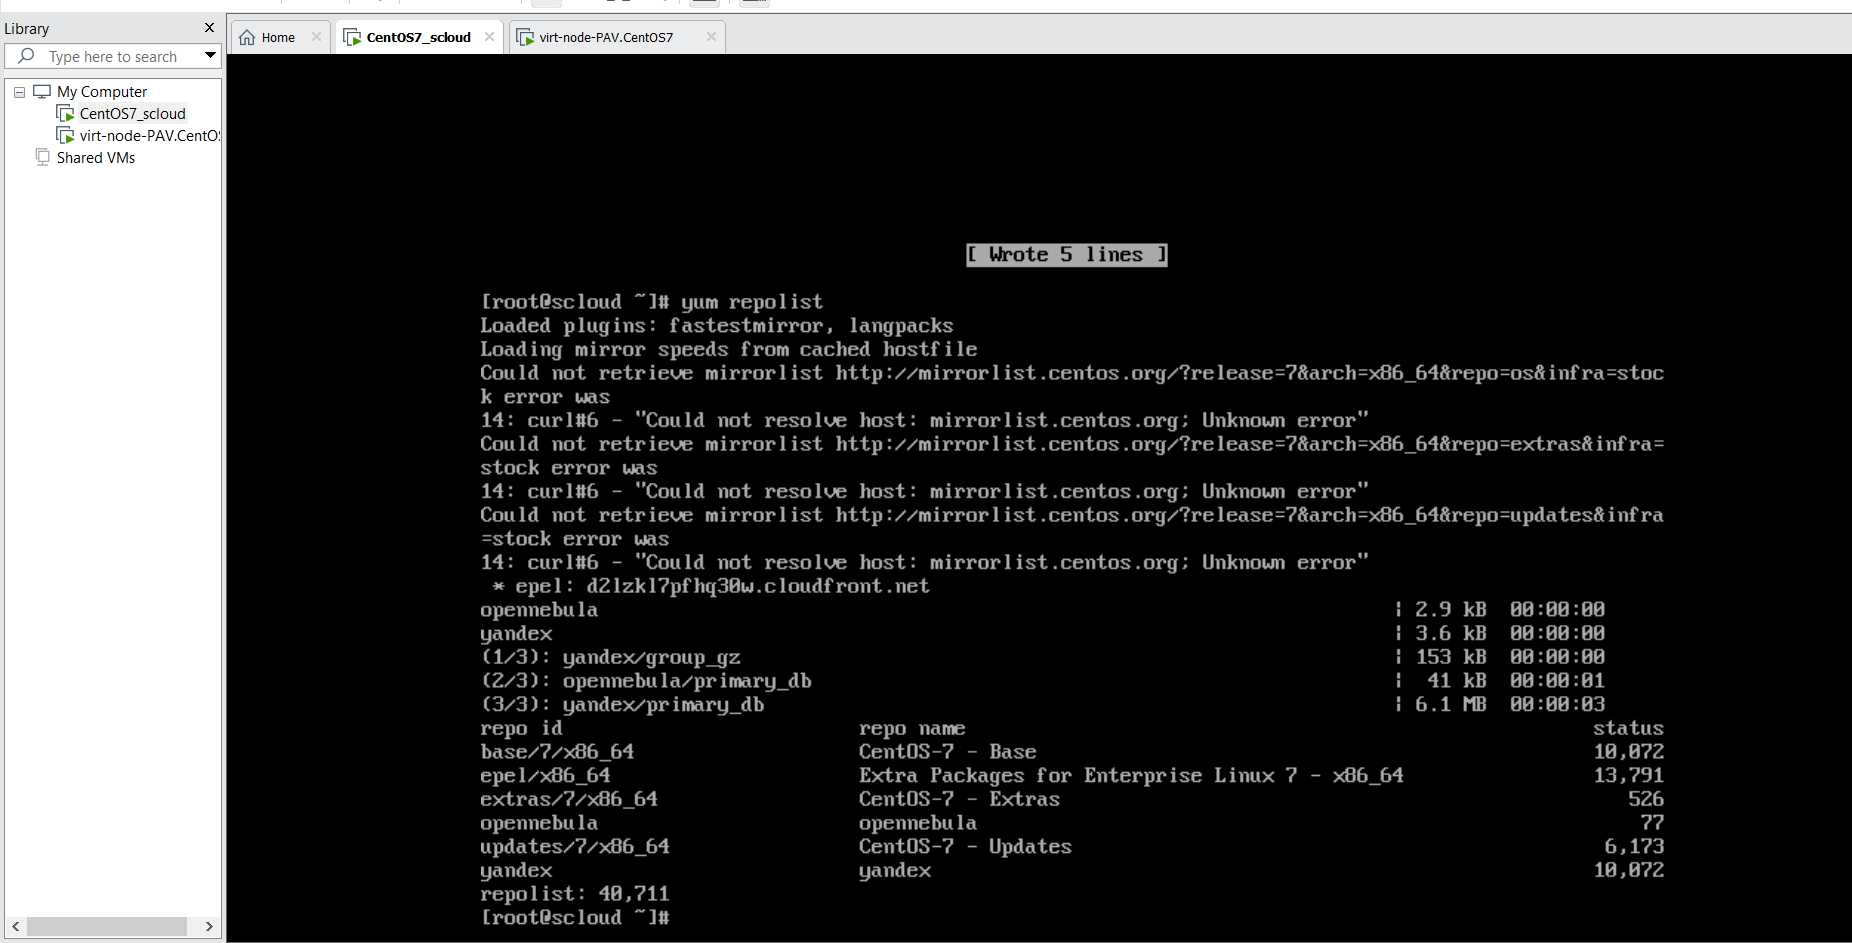 Library
Type here to search
My Computer
CentOS7_scloud
virt-node-PAV.CentOS
Shared VMs
Home
CentOS7_scloud
virt-node-PAV.CentOS7
[ Wrote 5 lines ]
[root@scloud ~]# yum repolist
Loaded plugins: fastestmirror, langpacks
Loading mirror speeds from cached hostfile
Could not retrieve mirrorlist http://mirrorlist.centos.org/?release=7&arch=x86_64&repo=os&infra=stoc
k error was
14: curl#6 - "Could not resolve host: mirrorlist.centos.org; Unknown error"
Could not retrieve mirrorlist http://mirrorlist.centos.org/?release=7&arch=x86_64&repo=extras&infra=
stock error was
14: curl#6 - "Could not resolve host: mirrorlist.centos.org; Unknown error"
Could not retrieve mirrorlist http://mirrorlist.centos.org/?release=7&arch=x86_64&repo=updates&infra
=stock error was
14: curl#6 - "Could not resolve host: mirrorlist.centos.org; Unknown error"
* epel: d2lzkl7pfhq30w.cloudfront.net
opennebula | 2.9 kB 00:00:00
yandex | 3.6 kB 00:00:00
(1/3): yandex/group_gz | 153 kB 00:00:00
(2/3): opennebula/primary_db | 41 kB 00:00:01
(3/3): yandex/primary_db | 6.1 MB 00:00:03
repo id repo name status
base/7/x86_64 CentOS-7 - Base 10,072
epel/x86_64 Extra Packages for Enterprise Linux 7 - x86_64 13,791
extras/7/x86_64 CentOS-7 - Extras 526
opennebula opennebula 77
updates/7/x86_64 CentOS-7 - Updates 6,173
yandex yandex 10,072
repolist: 40,711
[root@scloud ~]#